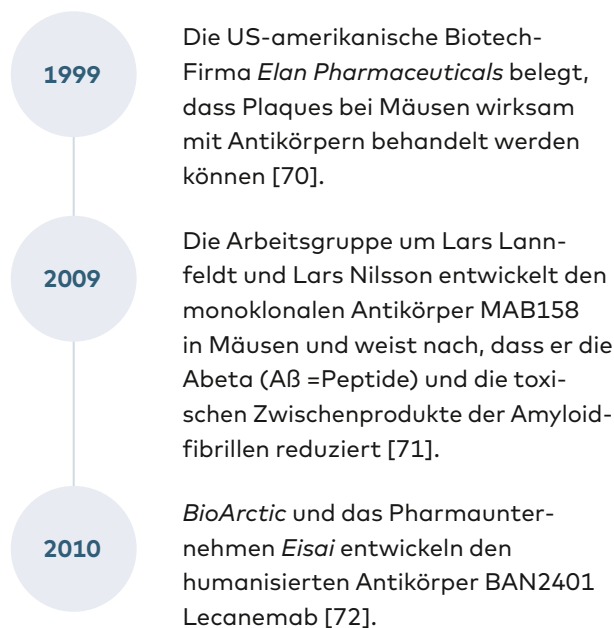 1999
Die US-amerikanische Biotech-
Firma Elan Pharmaceuticals belegt,
dass Plaques bei Mäusen wirksam
mit Antikörpern behandelt werden
können [70].
2009
Die Arbeitsgruppe um Lars Lann-
feldt und Lars Nilsson entwickelt den
monoklonalen Antikörper MAB158
in Mäusen und weist nach, dass er die
Abeta (Aß =Peptide) und die toxi-
schen Zwischenprodukte der Amyloid-
fibrillen reduziert [71].
2010
BioArctic und das Pharmaunter-
nehmen Eisai entwickeln den
humanisierten Antikörper BAN2401
Lecanemab [72].